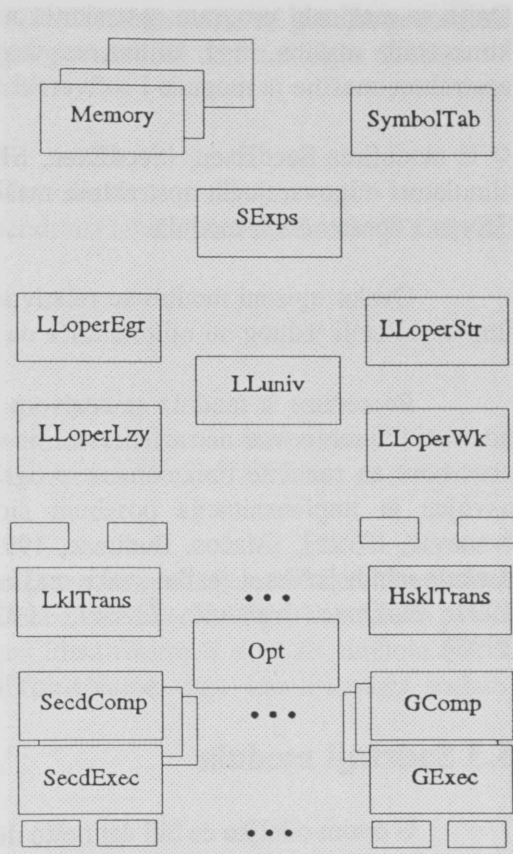 Memory
SymbolTab
SExps
LLoperEgr
LLoperStr
LLuniv
LLoperLzy
LLoperWk
LklTrans
• • •
HsklTrans
Opt
SecdComp
• • •
GComp
SecdExec
GExec
• • •